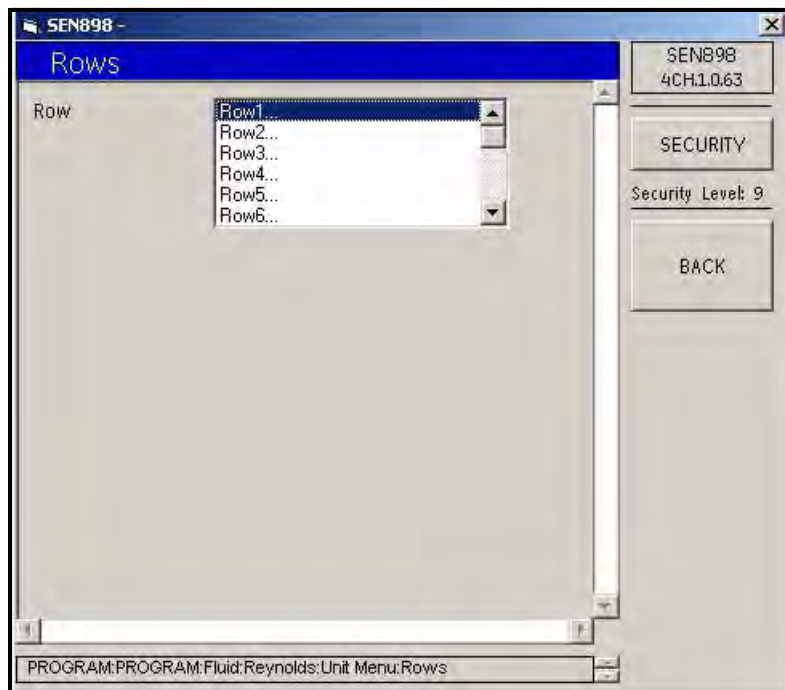 SEN898 -
Rows
Row
Row1...
Row2...
Row3...
Row4...
Row5...
Row6...
SEN898
4CH.1.0.63
SECURITY
Security Level: 9
BACK
PROGRAM:PROGRAM:Fluid:Reynolds:Unit Menu:Rows